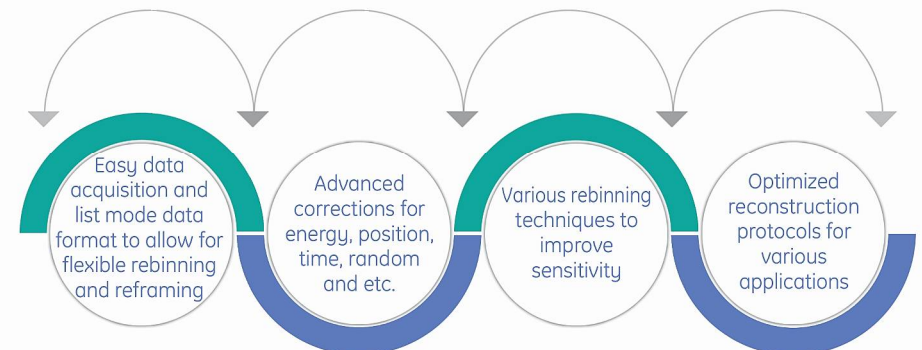 Easy data
acquisition and
list mode data
format to allow for
flexible rebinning
and reframing
Advanced
corrections for
energy, position,
time, random
and etc.
Various rebinning
techniques to
improve
sensitivity
Optimized
reconstruction
protocols for
various
applications